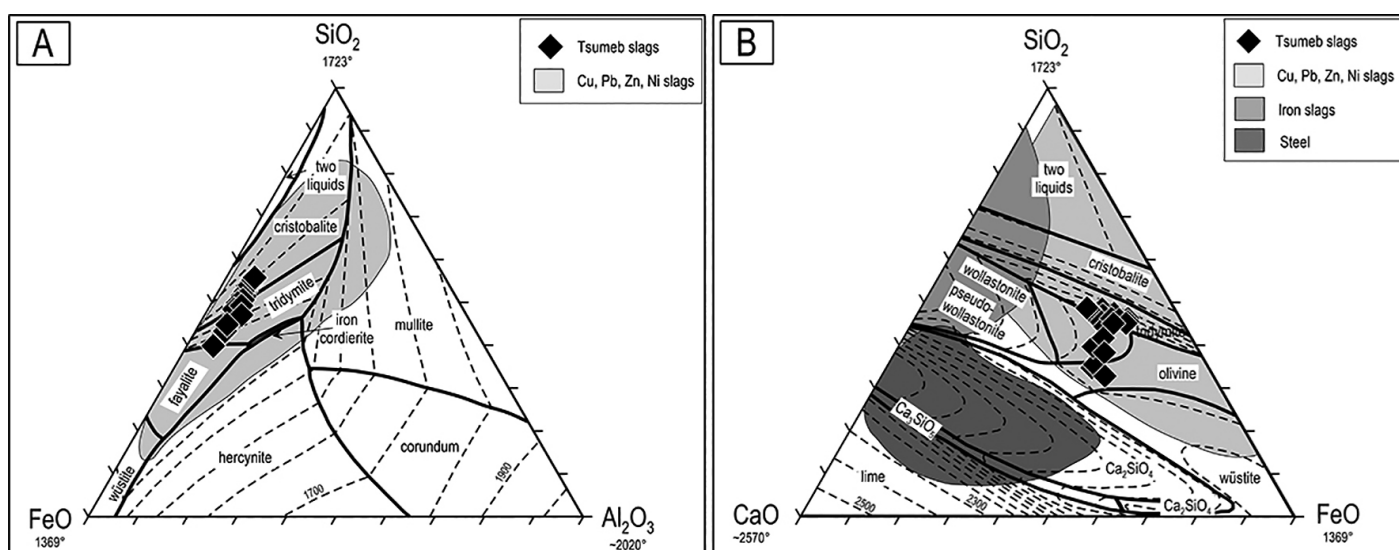 A
SiO₂
1723°
Tsumeb slags
Cu, Pb, Zn, Ni slags
two
liquids
cristobalite
tridymite
iron
cordierite
mullite
fayalite
hercynite
corundum
wüstite
1700
1900
FeO
1369°
Al₂O₃
~2020°
B
SiO₂
1723°
Tsumeb slags
Cu, Pb, Zn, Ni slags
Iron slags
Steel
two
liquids
cristobalite
wollastonite
pseudo-
wollastonite
olivine
Ca₃SiO₅
Ca₂SiO₄
wüstite
lime
2500
2300
Ca₂SiO₄
CaO
~2570°
FeO
1369°